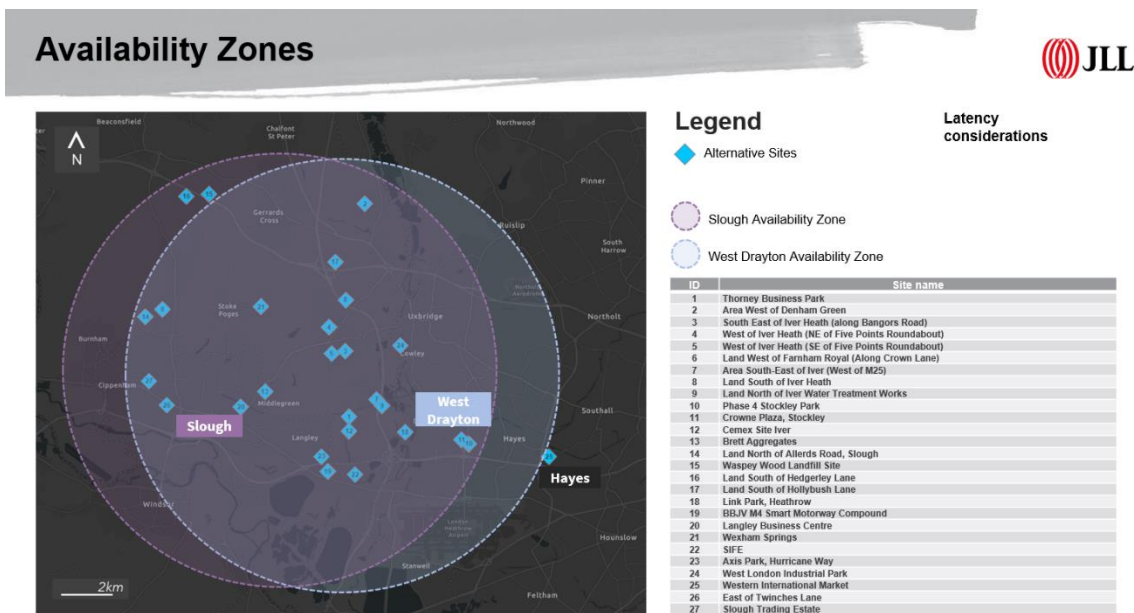 Availability Zones
JLL
Beaconsfield
Chalfont
St Peter
Northwood
N
Pinner
Gerrards
Cross
Ruislip
South
Harrow
Stoke
Poges
Uxbridge
Northolt
Burnham
Cowley
Cippenham
Middlegreen
West
Drayton
Slough
Southall
Langley
Hayes
Hayes
Windsor
London
Heathrow
Airport
Hounslow
Stanwell
2km
Feltham
Legend
Alternative Sites
Slough Availability Zone
West Drayton Availability Zone
Latency
considerations
ID Site name
1 Thorney Business Park
2 Area West of Denham Green
3 South East of Iver Heath (along Bangors Road)
4 West of Iver Heath (NE of Five Points Roundabout)
5 West of Iver Heath (SE of Five Points Roundabout)
6 Land West of Farnham Royal (Along Crown Lane)
7 Area South-East of Iver (West of M25)
8 Land South of Iver Heath
9 Land North of Iver Water Treatment Works
10 Phase 4 Stockley Park
11 Crowne Plaza, Stockley
12 Cemex Site Iver
13 Brett Aggregates
14 Land North of Allerds Road, Slough
15 Waspey Wood Landfill Site
16 Land South of Hedgerley Lane
17 Land South of Hollybush Lane
18 Link Park, Heathrow
19 BBJV M4 Smart Motorway Compound
20 Langley Business Centre
21 Wexham Springs
22 SIFE
23 Axis Park, Hurricane Way
24 West London Industrial Park
25 Western International Market
26 East of Twinches Lane
27 Slough Trading Estate